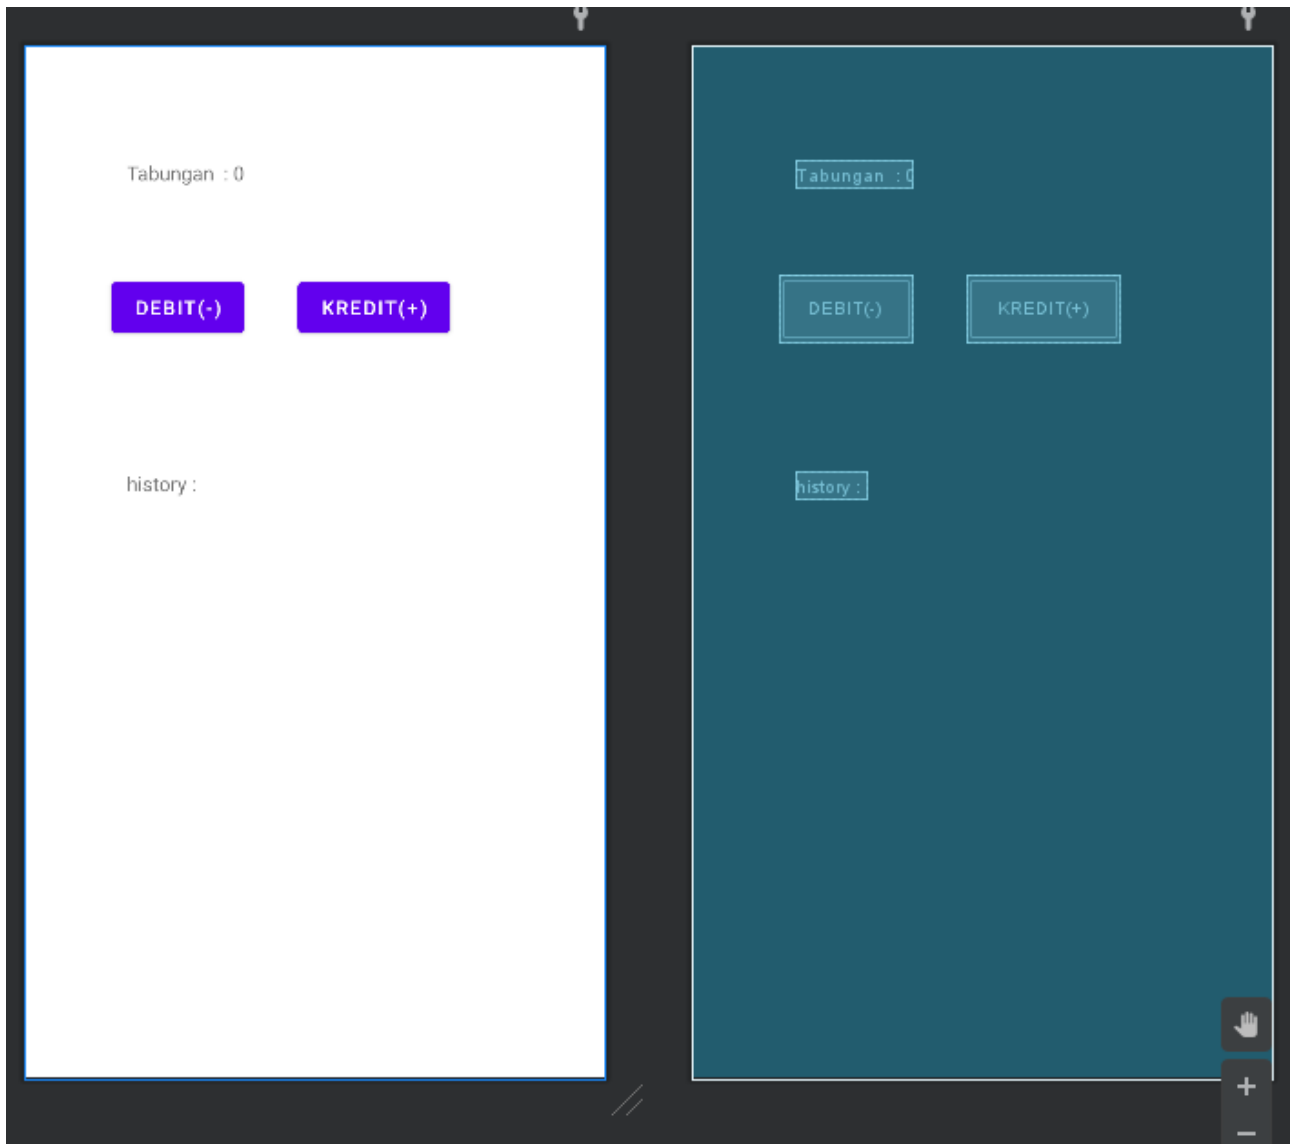 Tabungan : 0
DEBIT(-) KREDIT(+)
history :
Tabungan : 0
DEBIT(-) KREDIT(+)
history :